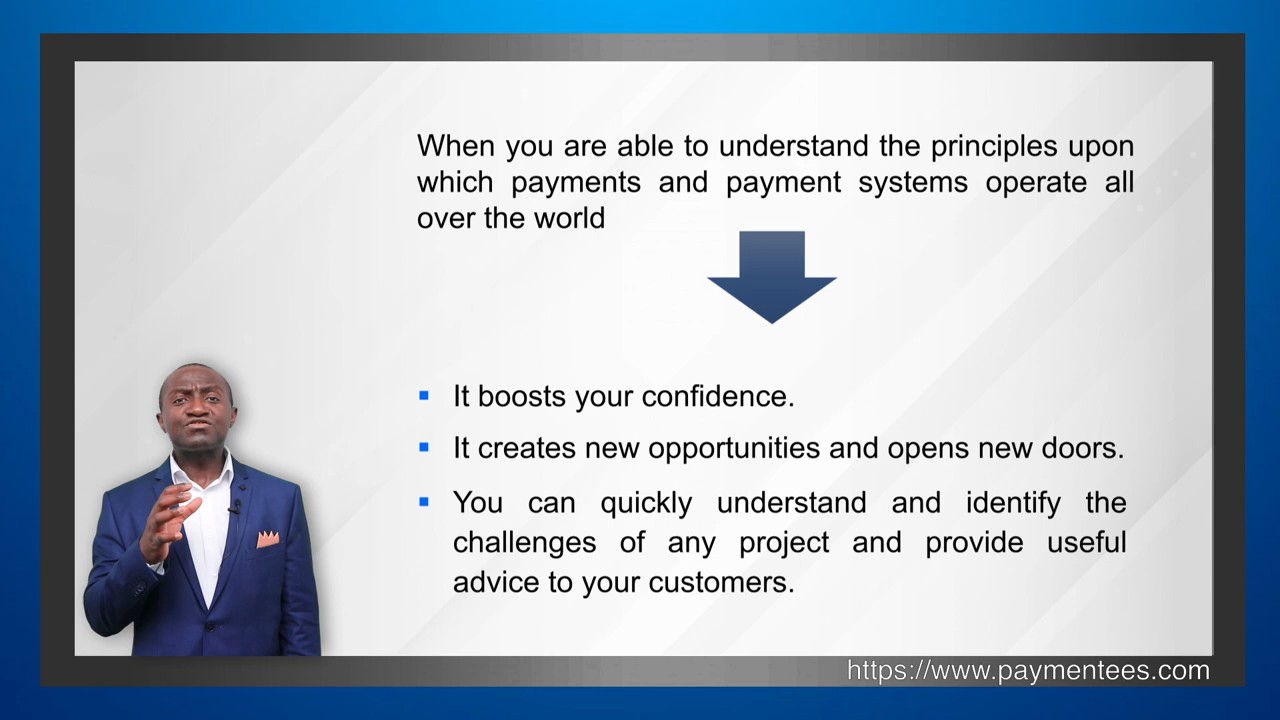 When you are able to understand the principles upon
which payments and payment systems operate all
over the world
It boosts your confidence.
It creates new opportunities and opens new doors.
You can quickly understand and identify the
challenges of any project and provide useful
advice to your customers.
https://www.paymentees.com